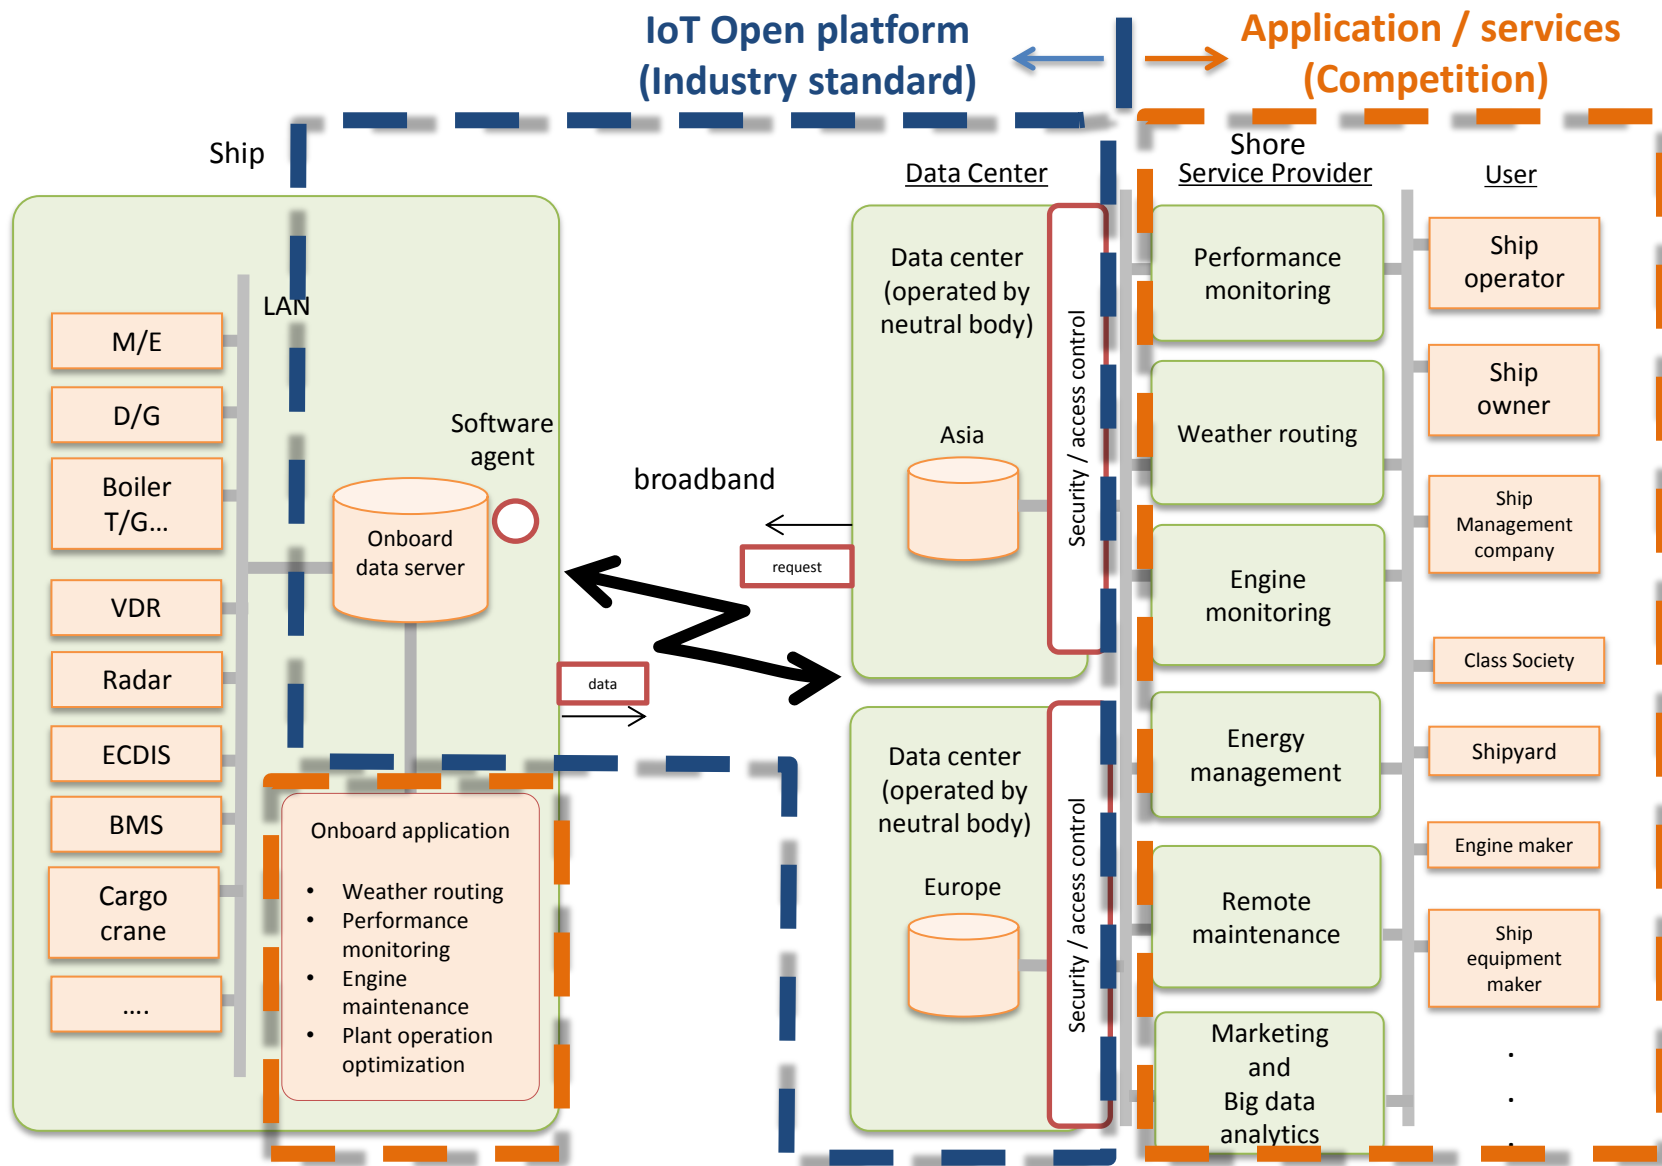 IoT Open platform
(Industry standard)
Application / services
(Competition)
Ship
LAN
M/E
D/G
Boiler
T/G...
VDR
Radar
ECDIS
BMS
Cargo
crane
....
Software
agent
Onboard
data server
Onboard application
• Weather routing
• Performance
monitoring
• Engine
maintenance
• Plant operation
optimization
broadband
request
data
Data Center
Data center
(operated by
neutral body)
Asia
Security / access control
Data center
(operated by
neutral body)
Europe
Security / access control
Shore
Service Provider
Performance
monitoring
Weather routing
Engine
monitoring
Energy
management
Remote
maintenance
Marketing
and
Big data
analytics
User
Ship
operator
Ship
owner
Ship
Management
company
Class Society
Shipyard
Engine maker
Ship
equipment
maker
.
.
.